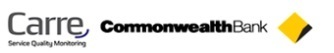 Carre CommonwealthBank
Service Quality Monitoring